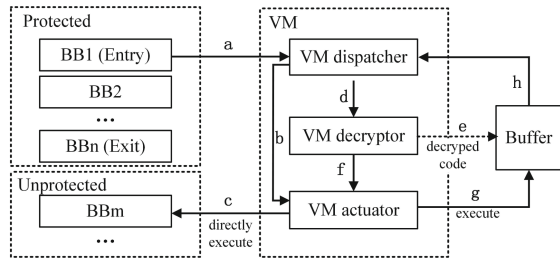 Protected
VM
BB1 (Entry)
a
VM dispatcher
BB2
d
h
...
b
VM decryptor
e
Buffer
BBn (Exit)
decryped
code
f
Unprotected
c
g
BBm
VM actuator
directly
execute
execute
...